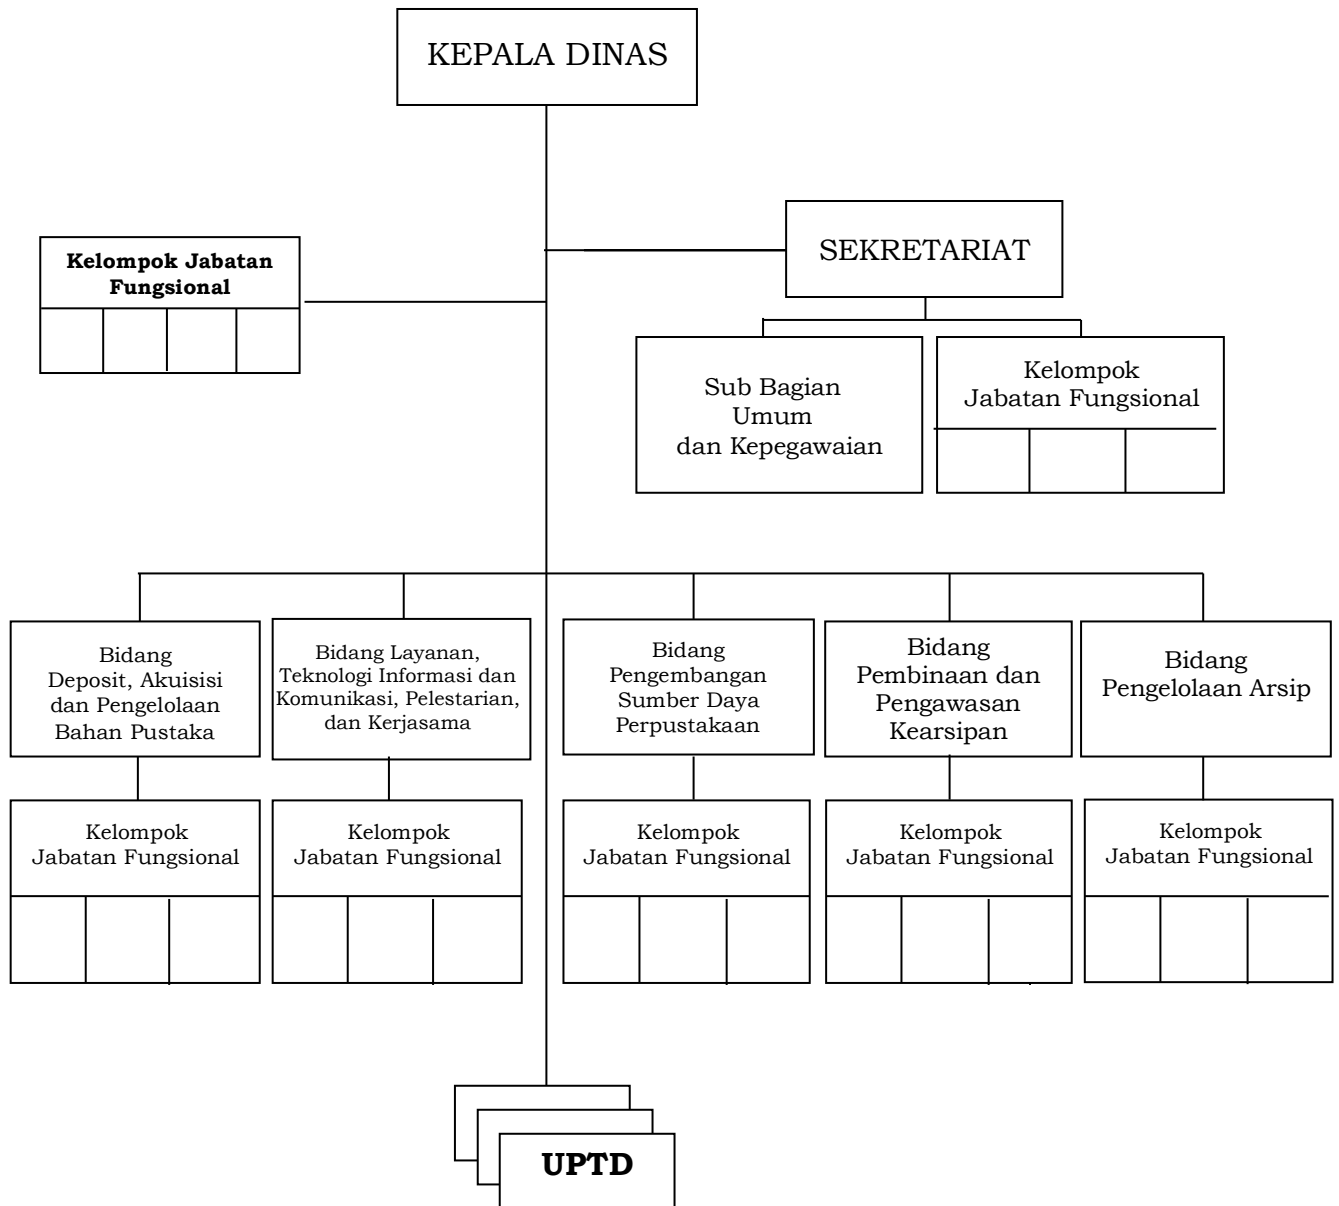 KEPALA DINAS
SEKRETARIAT
Kelompok Jabatan
Fungsional
Sub Bagian
Umum
dan Kepegawaian
Kelompok
Jabatan Fungsional
Bidang
Deposit, Akuisisi
dan Pengelolaan
Bahan Pustaka
Bidang Layanan,
Teknologi Informasi dan
Komunikasi, Pelestarian,
dan Kerjasama
Bidang
Pengembangan
Sumber Daya
Perpustakaan
Bidang
Pembinaan dan
Pengawasan
Kearsipan
Bidang
Pengelolaan Arsip
Kelompok
Jabatan Fungsional
Kelompok
Jabatan Fungsional
Kelompok
Jabatan Fungsional
Kelompok
Jabatan Fungsional
Kelompok
Jabatan Fungsional
UPTD